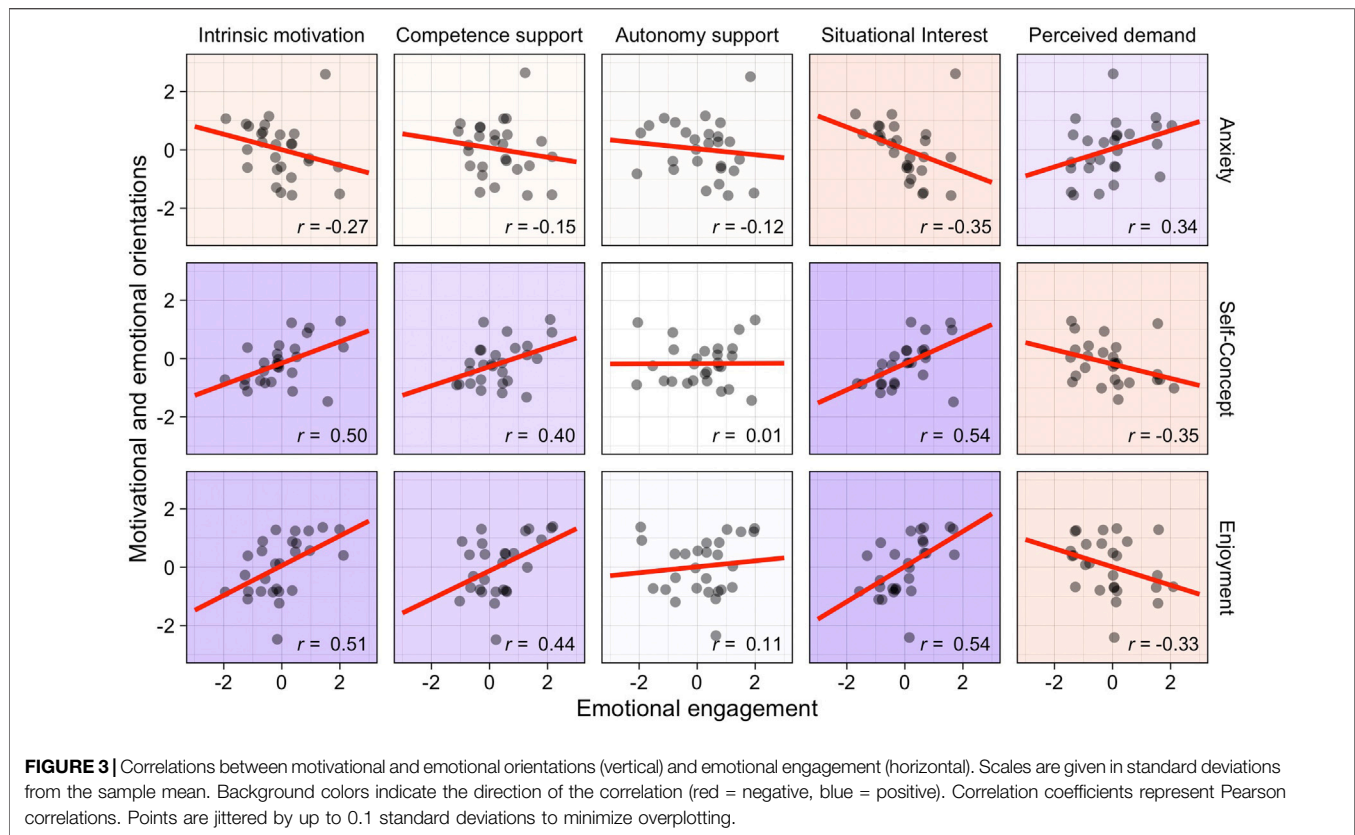 Intrinsic motivation Competence support Autonomy support Situational Interest Perceived demand
Motivational and emotional orientations
2
0
-2
r = -0.27 r = -0.15 r = -0.12 r = -0.35 r = 0.34
Anxiety
2
0
-2
r = 0.50 r = 0.40 r = 0.01 r = 0.54 r = -0.35
Self-Concept
2
0
-2
r = 0.51 r = 0.44 r = 0.11 r = 0.54 r = -0.33
Enjoyment
-2 0 2 -2 0 2 -2 0 2 -2 0 2 -2 0 2
Emotional engagement
FIGURE 3 | Correlations between motivational and emotional orientations (vertical) and emotional engagement (horizontal). Scales are given in standard deviations
from the sample mean. Background colors indicate the direction of the correlation (red = negative, blue = positive). Correlation coefficients represent Pearson
correlations. Points are jittered by up to 0.1 standard deviations to minimize overplotting.